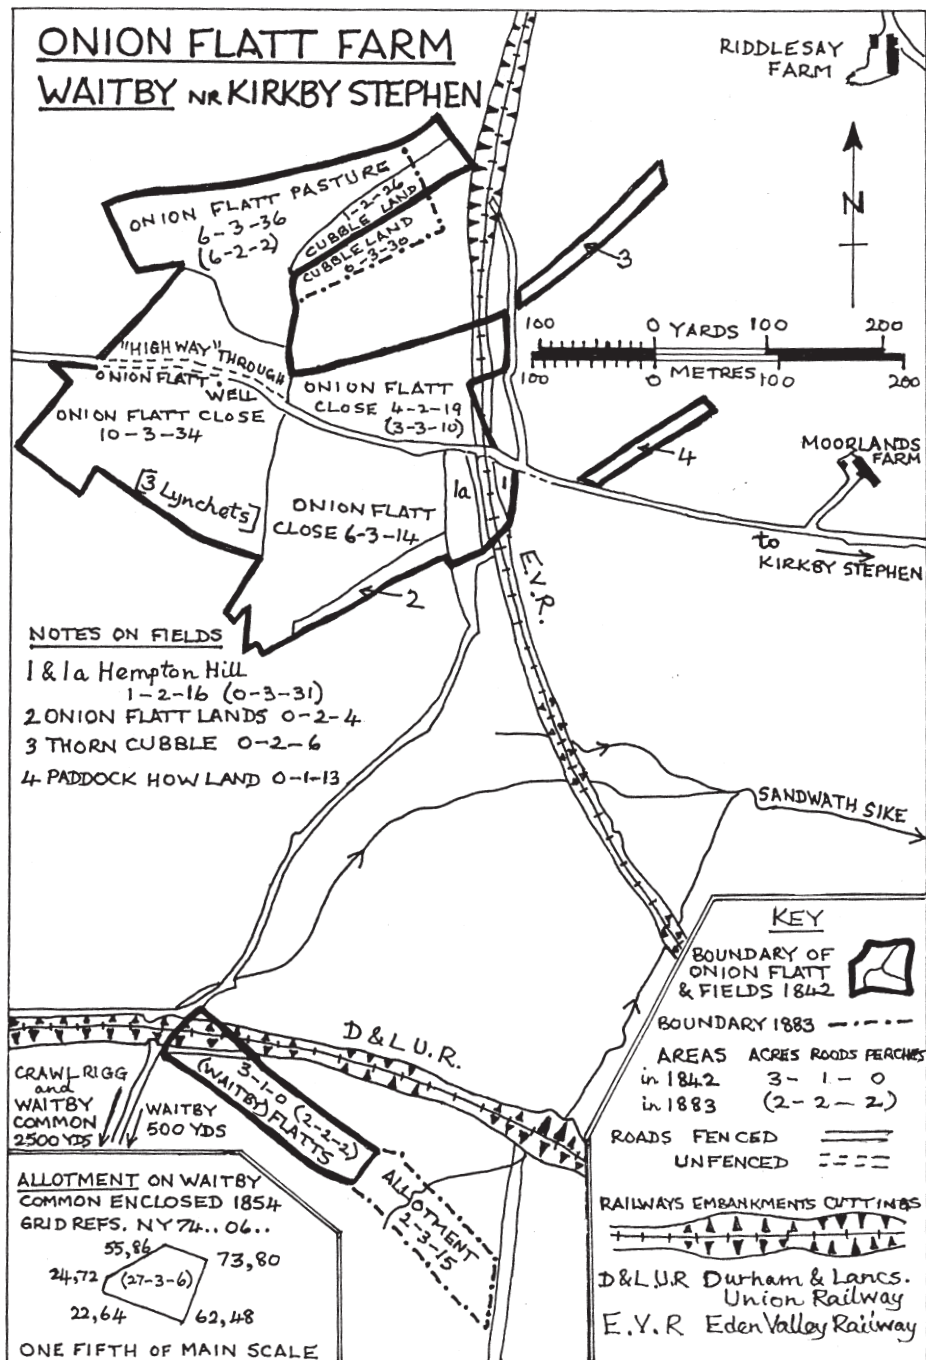 ONION FLATT FARM
WAITBY NR KIRKBY STEPHEN
RIDDLESAY
FARM
N
ONION FLATT PASTURE
6-3-36
(6-2-2)
1-2-26
CUBBLE LAND
CUBBLE LAND
0-3-30
3
100 0 YARDS 100 200
100 0 METRES 100 200
"HIGHWAY" THROUGH
ONION FLATT WELL
ONION FLATT CLOSE
10-3-34
ONION FLATT
CLOSE 4-2-19
(3-3-10)
4
MOORLANDS
FARM
[3 Lynchets]
1a
1
ONION FLATT
CLOSE 6-3-14
to
KIRKBY STEPHEN
E.V.R.
2
NOTES ON FIELDS
1 & 1a Hempton Hill
1-2-16 (0-3-31)
2 ONION FLATT LANDS 0-2-4
3 THORN CUBBLE 0-2-6
4 PADDOCK HOW LAND 0-1-13
SANDWATH SIKE
D & L U.R.
3-1-0 (2-2-2)
(WAITBY) FLATTS
ALLOTMENT
2-3-15
CRAWL RIGG
and
WAITBY
COMMON
2500 YDS
WAITBY
500 YDS
ALLOTMENT ON WAITBY
COMMON ENCLOSED 1854
GRID REFS. NY 74.. 06..
55,86
73,80
24,72
(27-3-6)
22,64
62,48
ONE FIFTH OF MAIN SCALE
KEY
BOUNDARY OF
ONION FLATT
& FIELDS 1842
BOUNDARY 1883
AREAS ACRES ROODS PERCHES
in 1842 3- 1- 0
in 1883 (2-2-2)
ROADS FENCED
UNFENCED
RAILWAYS EMBANKMENTS CUTTINGS
D&L.U.R Durham & Lancs.
Union Railway
E.V.R Eden Valley Railway